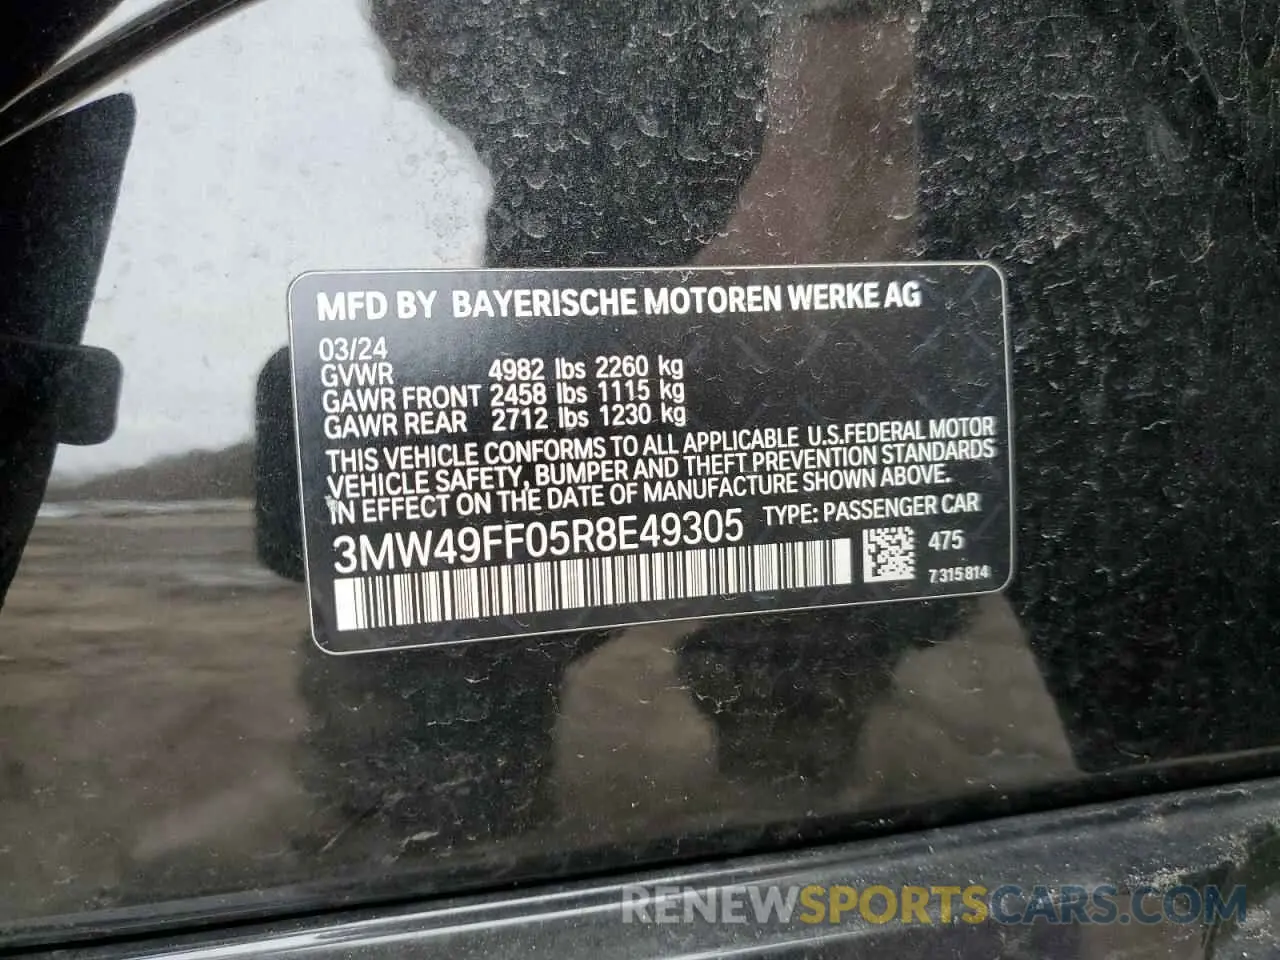 MFD BY BAYERISCHE MOTOREN WERKE AG
03/24
GVWR 4982 lbs 2260 kg
GAWR FRONT 2458 lbs 1115 kg
GAWR REAR 2712 lbs 1230 kg
THIS VEHICLE CONFORMS TO ALL APPLICABLE U.S.FEDERAL MOTOR
VEHICLE SAFETY, BUMPER AND THEFT PREVENTION STANDARDS
IN EFFECT ON THE DATE OF MANUFACTURE SHOWN ABOVE.
3MW49FF05R8E49305 TYPE: PASSENGER CAR
475
7 315 814
RENEWSPORTSCARS.COM